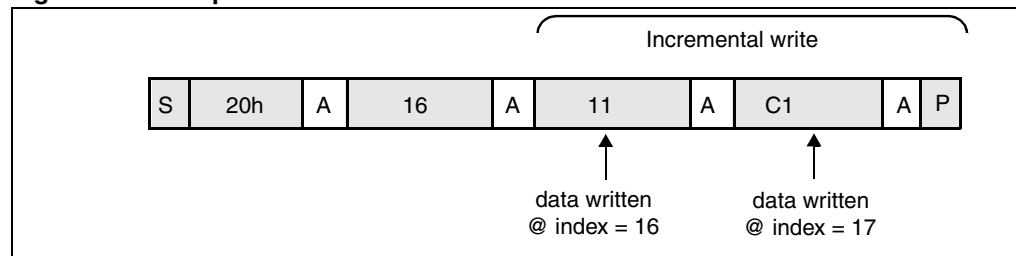 Incremental write
S 20h A 16 A 11 A C1 A P
data written
@ index = 16
data written
@ index = 17